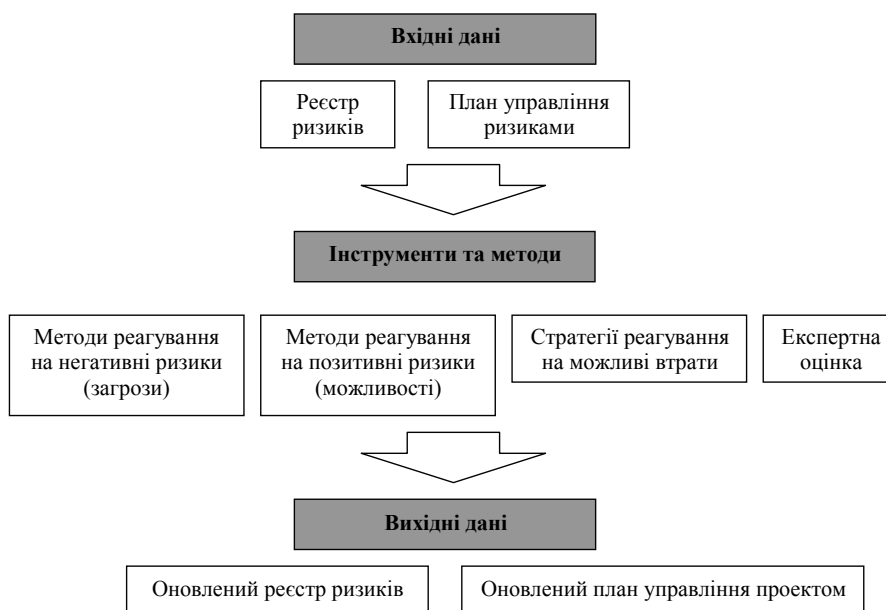 Вхідні дані
Реєстр
ризиків
План управління
ризиками
Інструменти та методи
Методи реагування
на негативні ризики
(загрози)
Методи реагування
на позитивні ризики
(можливості)
Стратегії реагування
на можливі втрати
Експертна
оцінка
Вихідні дані
Оновлений реєстр ризиків
Оновлений план управління проектом